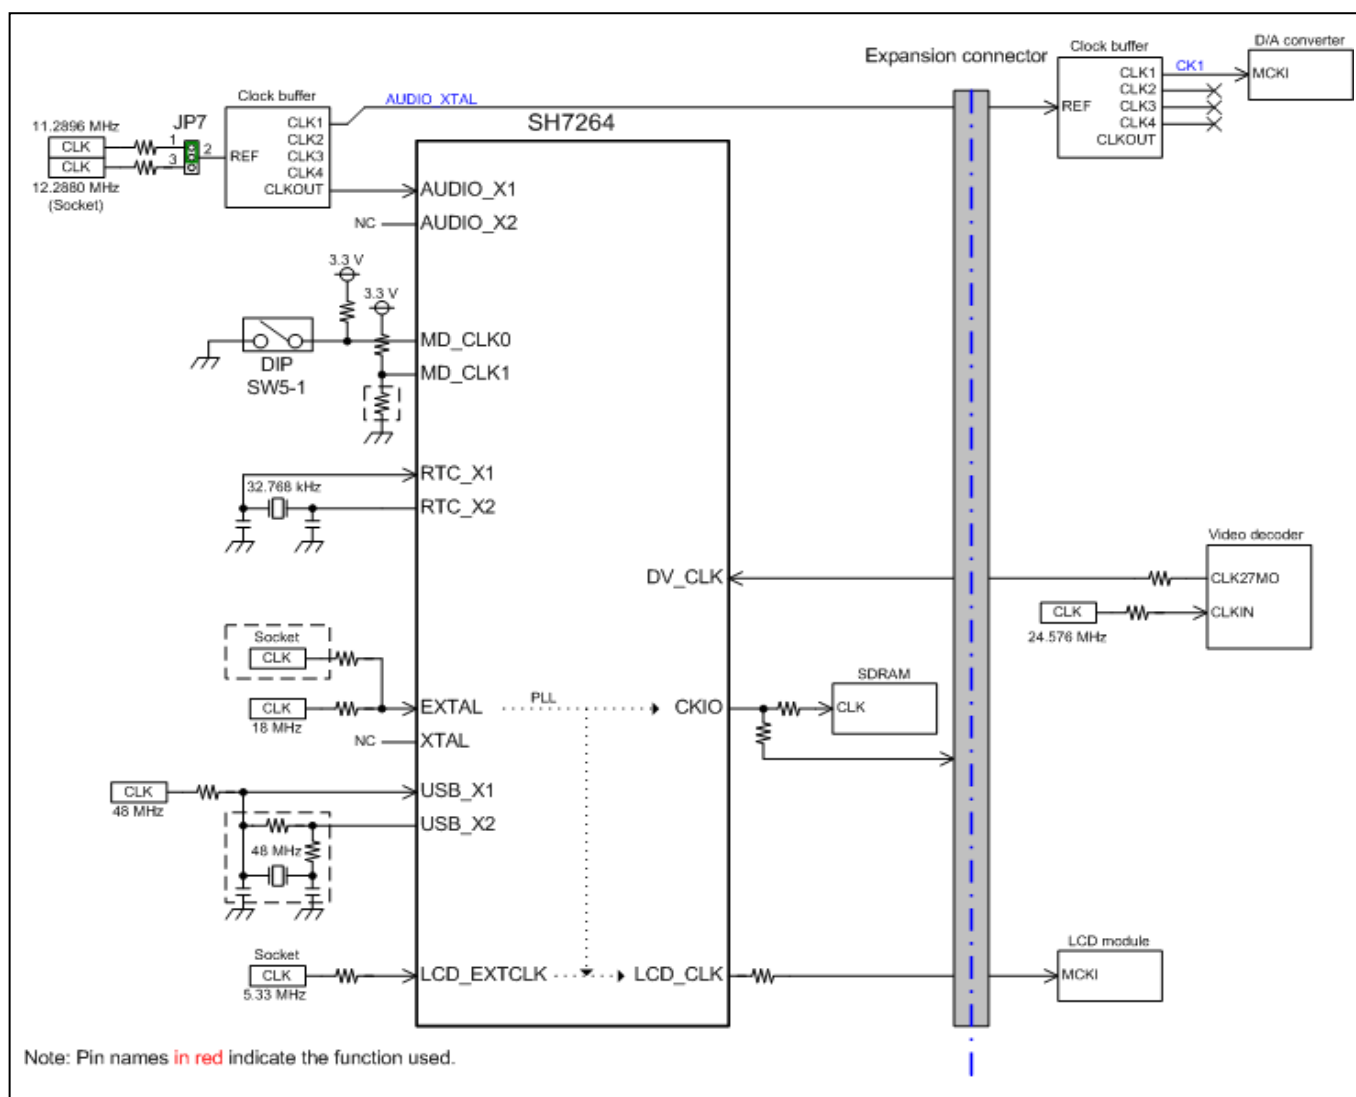 D/A converter
Clock buffer
Expansion connector
CLK1
CK1
MCKI
CLK2
REF
CLK3
CLK4
CLKOUT
Clock buffer
AUDIO_XTAL
11.2896 MHz
JP7
CLK1
SH7264
CLK
1
CLK2
2
REF
CLK3
CLK
3
CLK4
12.2880 MHz
(Socket)
CLKOUT
AUDIO_X1
NC
AUDIO_X2
3.3 V
3.3 V
MD_CLK0
DIP
SW5-1
MD_CLK1
RTC_X1
32.768 kHz
RTC_X2
Video decoder
DV_CLK
CLK27MO
CLK
CLKIN
24.576 MHz
Socket
CLK
SDRAM
CLK
18 MHz
EXTAL
PLL
CKIO
CLK
NC
XTAL
CLK
48 MHz
USB_X1
USB_X2
48 MHz
LCD module
Socket
CLK
5.33 MHz
LCD_EXTCLK
LCD_CLK
MCKI
Note: Pin names in red indicate the function used.